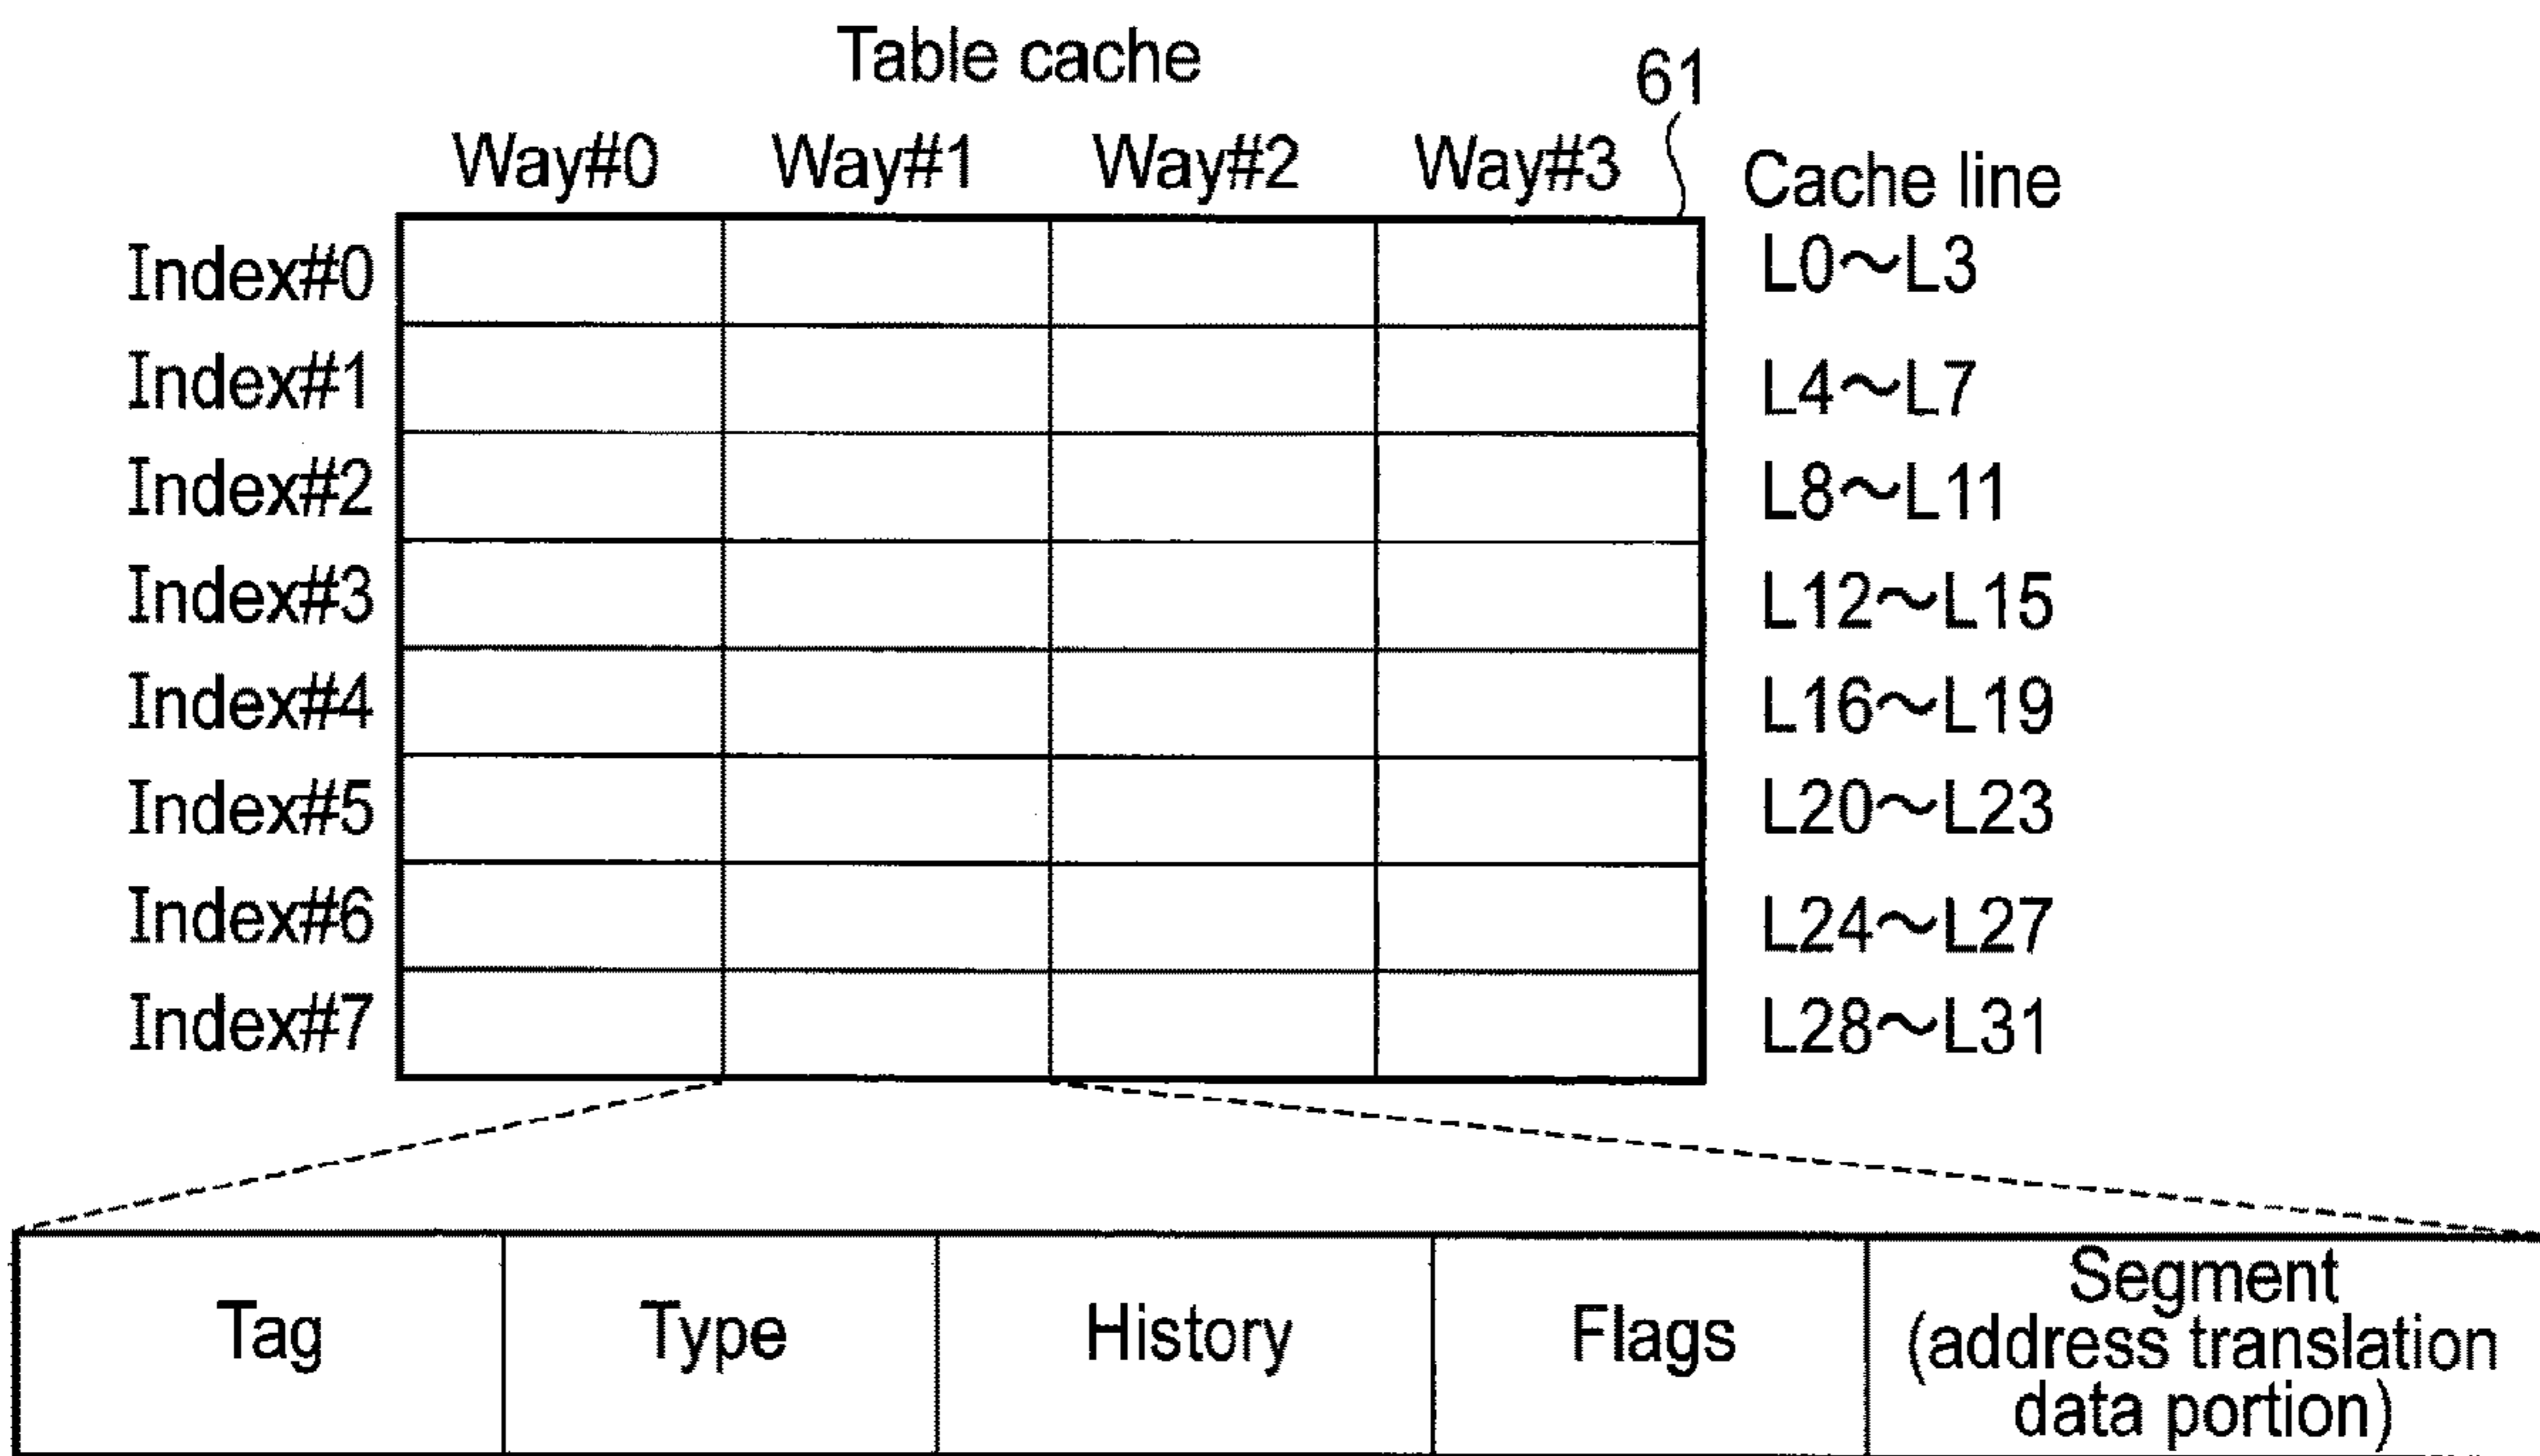 Table cache
61
Way#0 Way#1 Way#2 Way#3 Cache line
Index#0 L0～L3
Index#1 L4～L7
Index#2 L8～L11
Index#3 L12～L15
Index#4 L16～L19
Index#5 L20～L23
Index#6 L24～L27
Index#7 L28～L31
Tag Type History Flags Segment
(address translation
data portion)